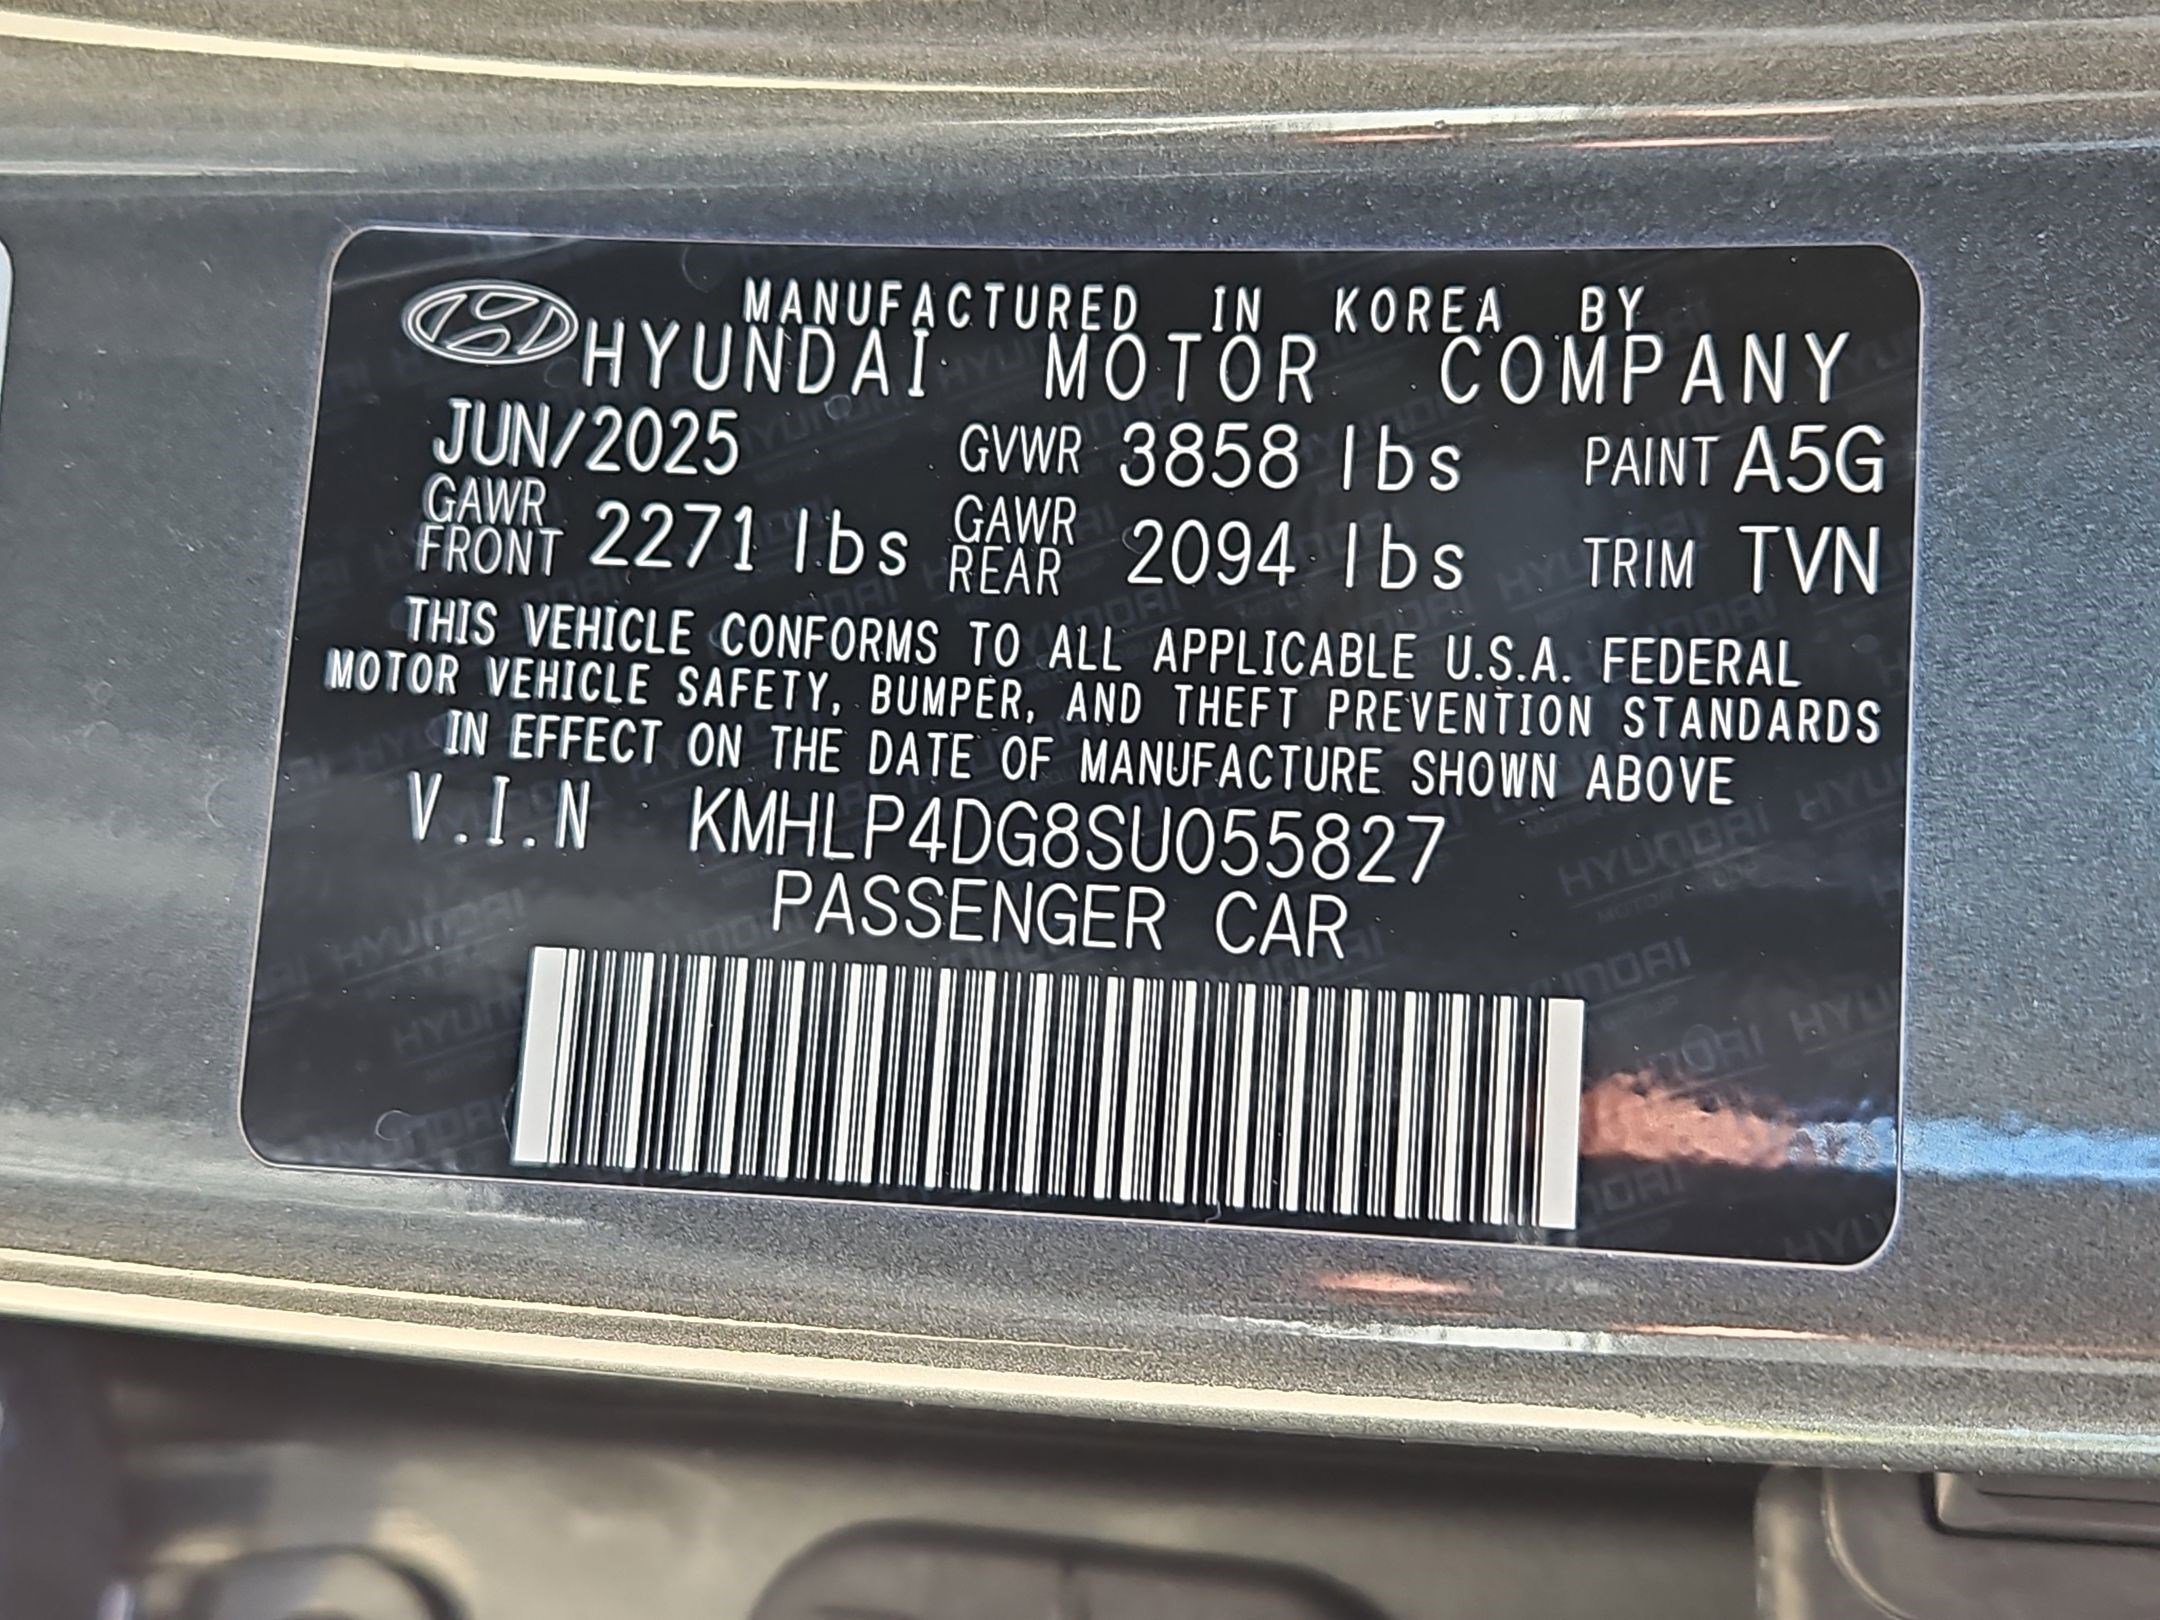 MANUFACTURED IN KOREA BY
HYUNDAI MOTOR COMPANY
JUN/2025 GVWR 3858 lbs PAINT A5G
GAWR FRONT 2271 lbs GAWR REAR 2094 lbs TRIM TVN
THIS VEHICLE CONFORMS TO ALL APPLICABLE U.S.A. FEDERAL
MOTOR VEHICLE SAFETY, BUMPER, AND THEFT PREVENTION STANDARDS
IN EFFECT ON THE DATE OF MANUFACTURE SHOWN ABOVE
V.I.N KMHLP4DG8SU055827
PASSENGER CAR